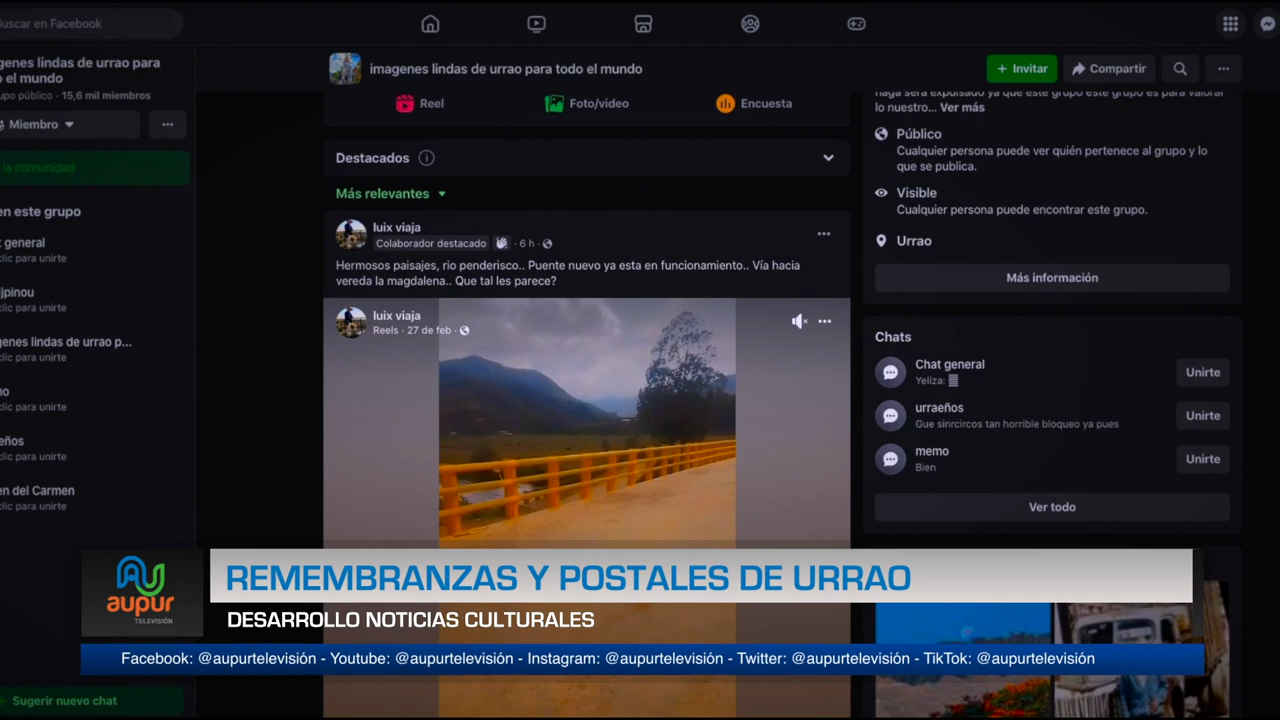 Buscar en Facebook
genes lindas de urrao para
o el mundo
upo público · 15,6 mil miembros
Miembro
la comunidad
en este grupo
t general
clic para unirte
ijpinou
clic para unirte
genes lindas de urrao p...
clic para unirte
no
clic para unirte
eños
clic para unirte
en del Carmen
clic para unirte
+ Sugerir nuevo chat
imagenes lindas de urrao para todo el mundo
+ Invitar
Compartir
Reel
Foto/video
Encuesta
Destacados
Más relevantes
luix viaja
Colaborador destacado · 6 h ·
Hermosos paisajes, rio penderisco.. Puente nuevo ya esta en funcionamiento.. Vía hacia
vereda la magdalena.. Que tal les parece?
luix viaja
Reels · 27 de feb ·
haga será expulsado ya que este grupo este grupo es para valorar
lo nuestro... Ver más
Público
Cualquier persona puede ver quién pertenece al grupo y lo
que se publica.
Visible
Cualquier persona puede encontrar este grupo.
Urrao
Más información
Chats
Chat general
Yeliza:
Unirte
urraeños
Gue sinrcircos tan horrible bloqueo ya pues
Unirte
memo
Bien
Unirte
Ver todo
aupur
TELEVISIÓN
REMEMBRANZAS Y POSTALES DE URRAO
DESARROLLO NOTICIAS CULTURALES
Facebook: @aupurtelevisión - Youtube: @aupurtelevisión - Instagram: @aupurtelevisión - Twitter: @aupurtelevisión - TikTok: @aupurtelevisión